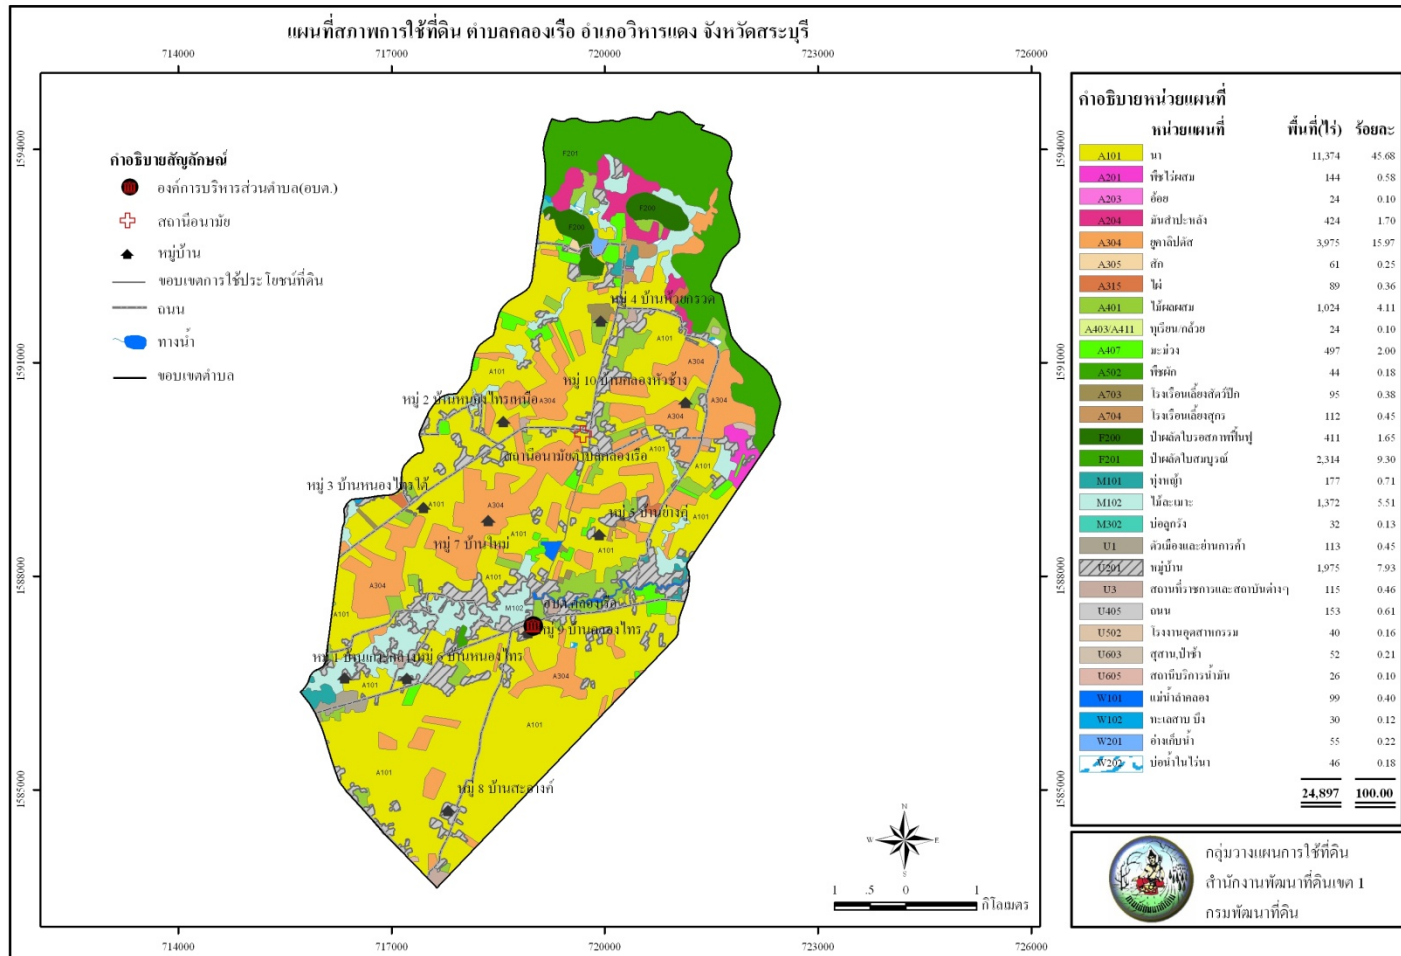 แผนที่สภาพการใช้ที่ดิน ตำบลคลองเรือ อำเภอวิหารแดง จังหวัดสระบุรี
714000
717000
720000
723000
726000
1594000
1591000
1588000
1585000
1594000
1591000
1588000
1585000
714000
717000
720000
723000
726000
คำอธิบายสัญลักษณ์
องค์การบริหารส่วนตำบล(อบต.)
สถานีอนามัย
หมู่บ้าน
ขอบเขตการใช้ประโยชน์ที่ดิน
ถนน
ทางน้ำ
ขอบเขตตำบล
F201
F200
F200
หมู่ 4 บ้านห้วยกรวด
A101
A304
A101
หมู่ 10 บ้านคลองหัวช้าง
หมู่ 2 บ้านหนองไทรเหนือ
A304
A304
A304
สถานีอนามัยตำบลคลองเรือ
A101
A101
หมู่ 3 บ้านหนองไทรใต้
A101
A304
หมู่ 5 บ้านย่างคู่
A101
หมู่ 7 บ้านใหม่
A101
A101
A304
A101
M102
อบต.คลองเรือ
หมู่ 9 บ้านคลองไทร
A101
หมู่ 6 บ้านหนองไทร
A101
A304
A101
A101
หมู่ 8 บ้านสะอางค์
N
W E
S
1 .5 0 1
กิโลเมตร
คำอธิบายหน่วยแผนที่
หน่วยแผนที่ พื้นที่(ไร่) ร้อยละ
A101 นา 11,374 45.68
A201 พืชไร่ผสม 144 0.58
A203 อ้อย 24 0.10
A204 มันสำปะหลัง 424 1.70
A304 ยูคาลิปตัส 3,975 15.97
A305 สัก 61 0.25
A315 ไผ่ 89 0.36
A401 ไม้ผลผสม 1,024 4.11
A403/A411 ทุเรียน/กล้วย 24 0.10
A407 มะม่วง 497 2.00
A502 พืชผัก 44 0.18
A703 โรงเรือนเลี้ยงสัตว์ปีก 95 0.38
A704 โรงเรือนเลี้ยงสุกร 112 0.45
F200 ป่าผลัดใบรอสภาพฟื้นฟู 411 1.65
F201 ป่าผลัดใบสมบูรณ์ 2,314 9.30
M101 ทุ่งหญ้า 177 0.71
M102 ไม้ละเมาะ 1,372 5.51
M302 บ่อลูกรัง 32 0.13
U1 ตัวเมืองและย่านการค้า 113 0.45
U201 หมู่บ้าน 1,975 7.93
U3 สถานที่ราชการและสถาบันต่างๆ 115 0.46
U405 ถนน 153 0.61
U502 โรงงานอุตสาหกรรม 40 0.16
U603 สุสาน,ป่าช้า 52 0.21
U605 สถานีบริการน้ำมัน 26 0.10
W101 แม่น้ำลำคลอง 99 0.40
W102 ทะเลสาบ บึง 30 0.12
W201 อ่างเก็บน้ำ 55 0.22
W202 บ่อน้ำในไร่นา 46 0.18
24,897 100.00
กลุ่มวางแผนการใช้ที่ดิน
สำนักงานพัฒนาที่ดินเขต 1
กรมพัฒนาที่ดิน